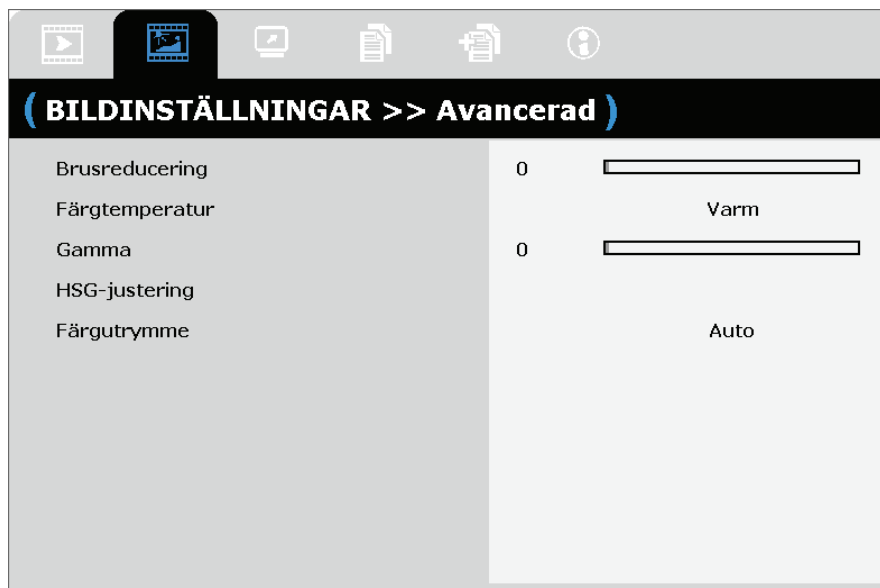 ( BILDINSTÄLLNINGAR >> Avancerad )
Brusreducering 0
Färgtemperatur Varm
Gamma 0
HSG-justering
Färgutrymme Auto